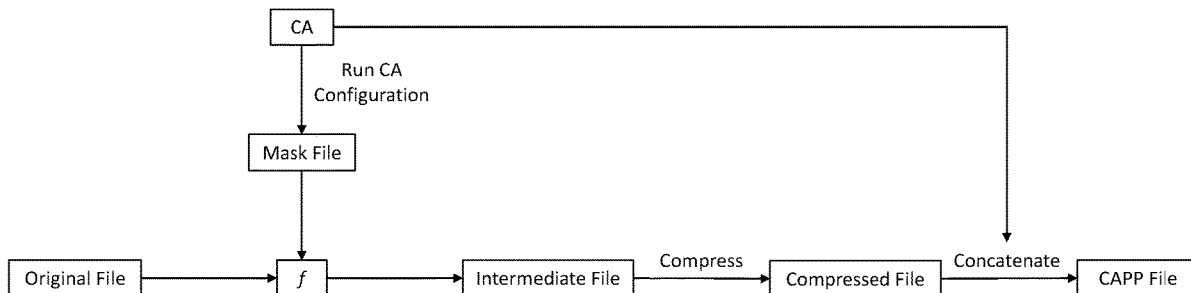 CA
Run CA
Configuration
Mask File
Original File
f
Intermediate File
Compress
Compressed File
Concatenate
CAPP File